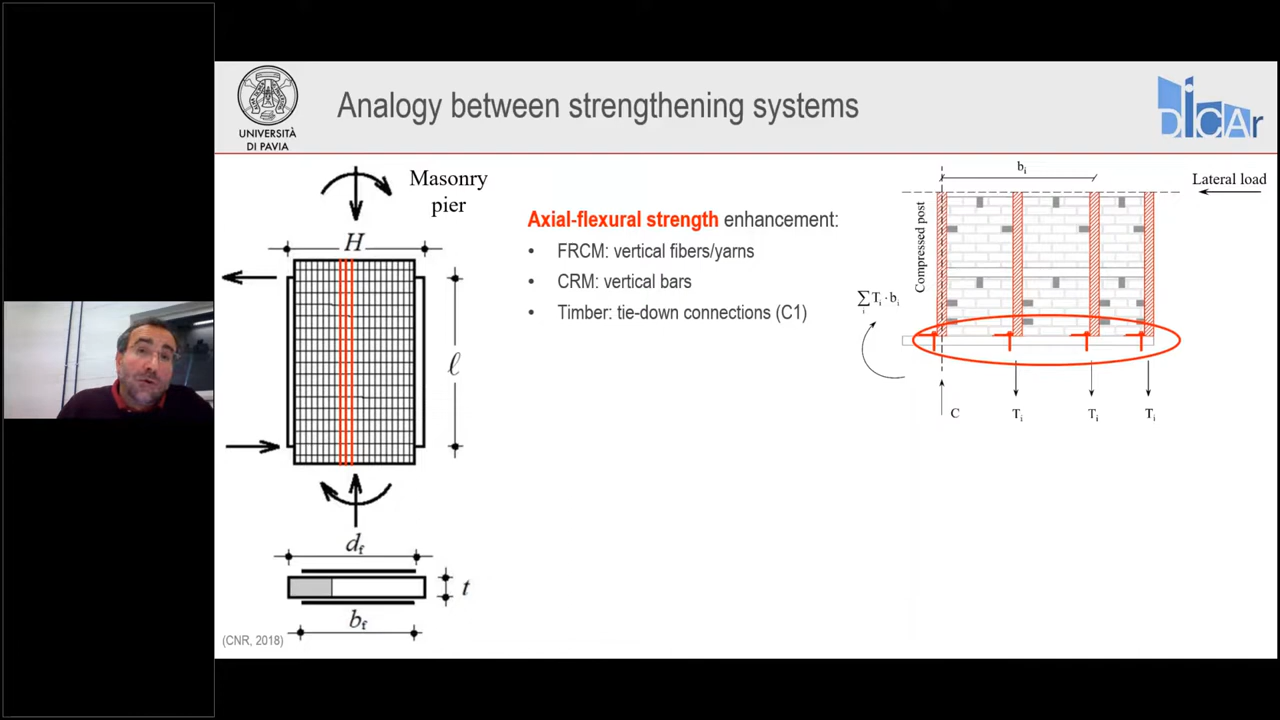 UNIVERSITÀ
DI PAVIA
Analogy between strengthening systems
DICAr
Masonry
pier
H
ℓ
d_f
t
b_f
(CNR, 2018)
Axial-flexural strength enhancement:
• FRCM: vertical fibers/yarns
• CRM: vertical bars
• Timber: tie-down connections (C1)
b_i
Lateral load
Compressed post
∑_i T_i · b_i
C
T_i
T_i
T_i